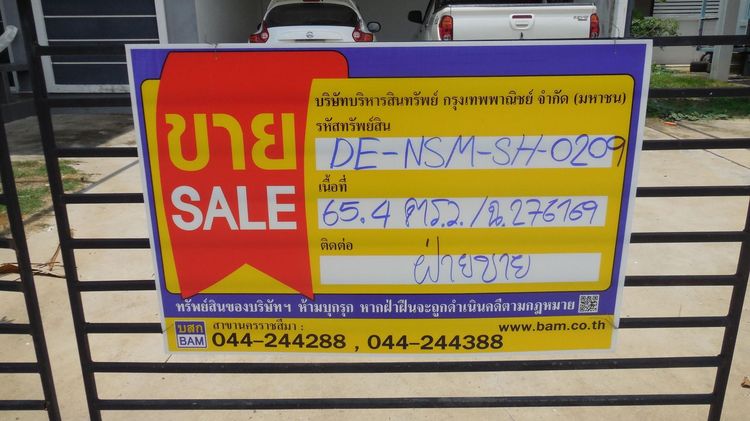 ขาย
SALE
บริษัทบริหารสินทรัพย์ กรุงเทพพาณิชย์ จำกัด (มหาชน)
รหัสทรัพย์สิน
DE-NSM-SH-0209
เนื้อที่
65.4 ตร.ว./ฉ.276169
ติดต่อ
ฝ่ายขาย
ทรัพย์สินของบริษัทฯ ห้ามบุกรุก หากฝ่าฝืนจะถูกดำเนินคดีตามกฎหมาย
บสก
BAM
สาขานครราชสีมา :
www.bam.co.th
044-244288 , 044-244388